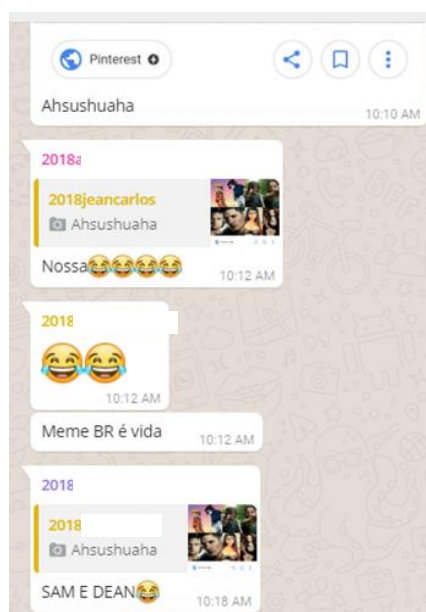 Pinterest
Ahsushuaha
10:10 AM
2018a
2018jeancarlos
Ahsushuaha
Nossa😂😂😂😂
10:12 AM
2018
😂😂
10:12 AM
Meme BR é vida
10:12 AM
2018
2018
Ahsushuaha
SAM E DEAN😂
10:18 AM